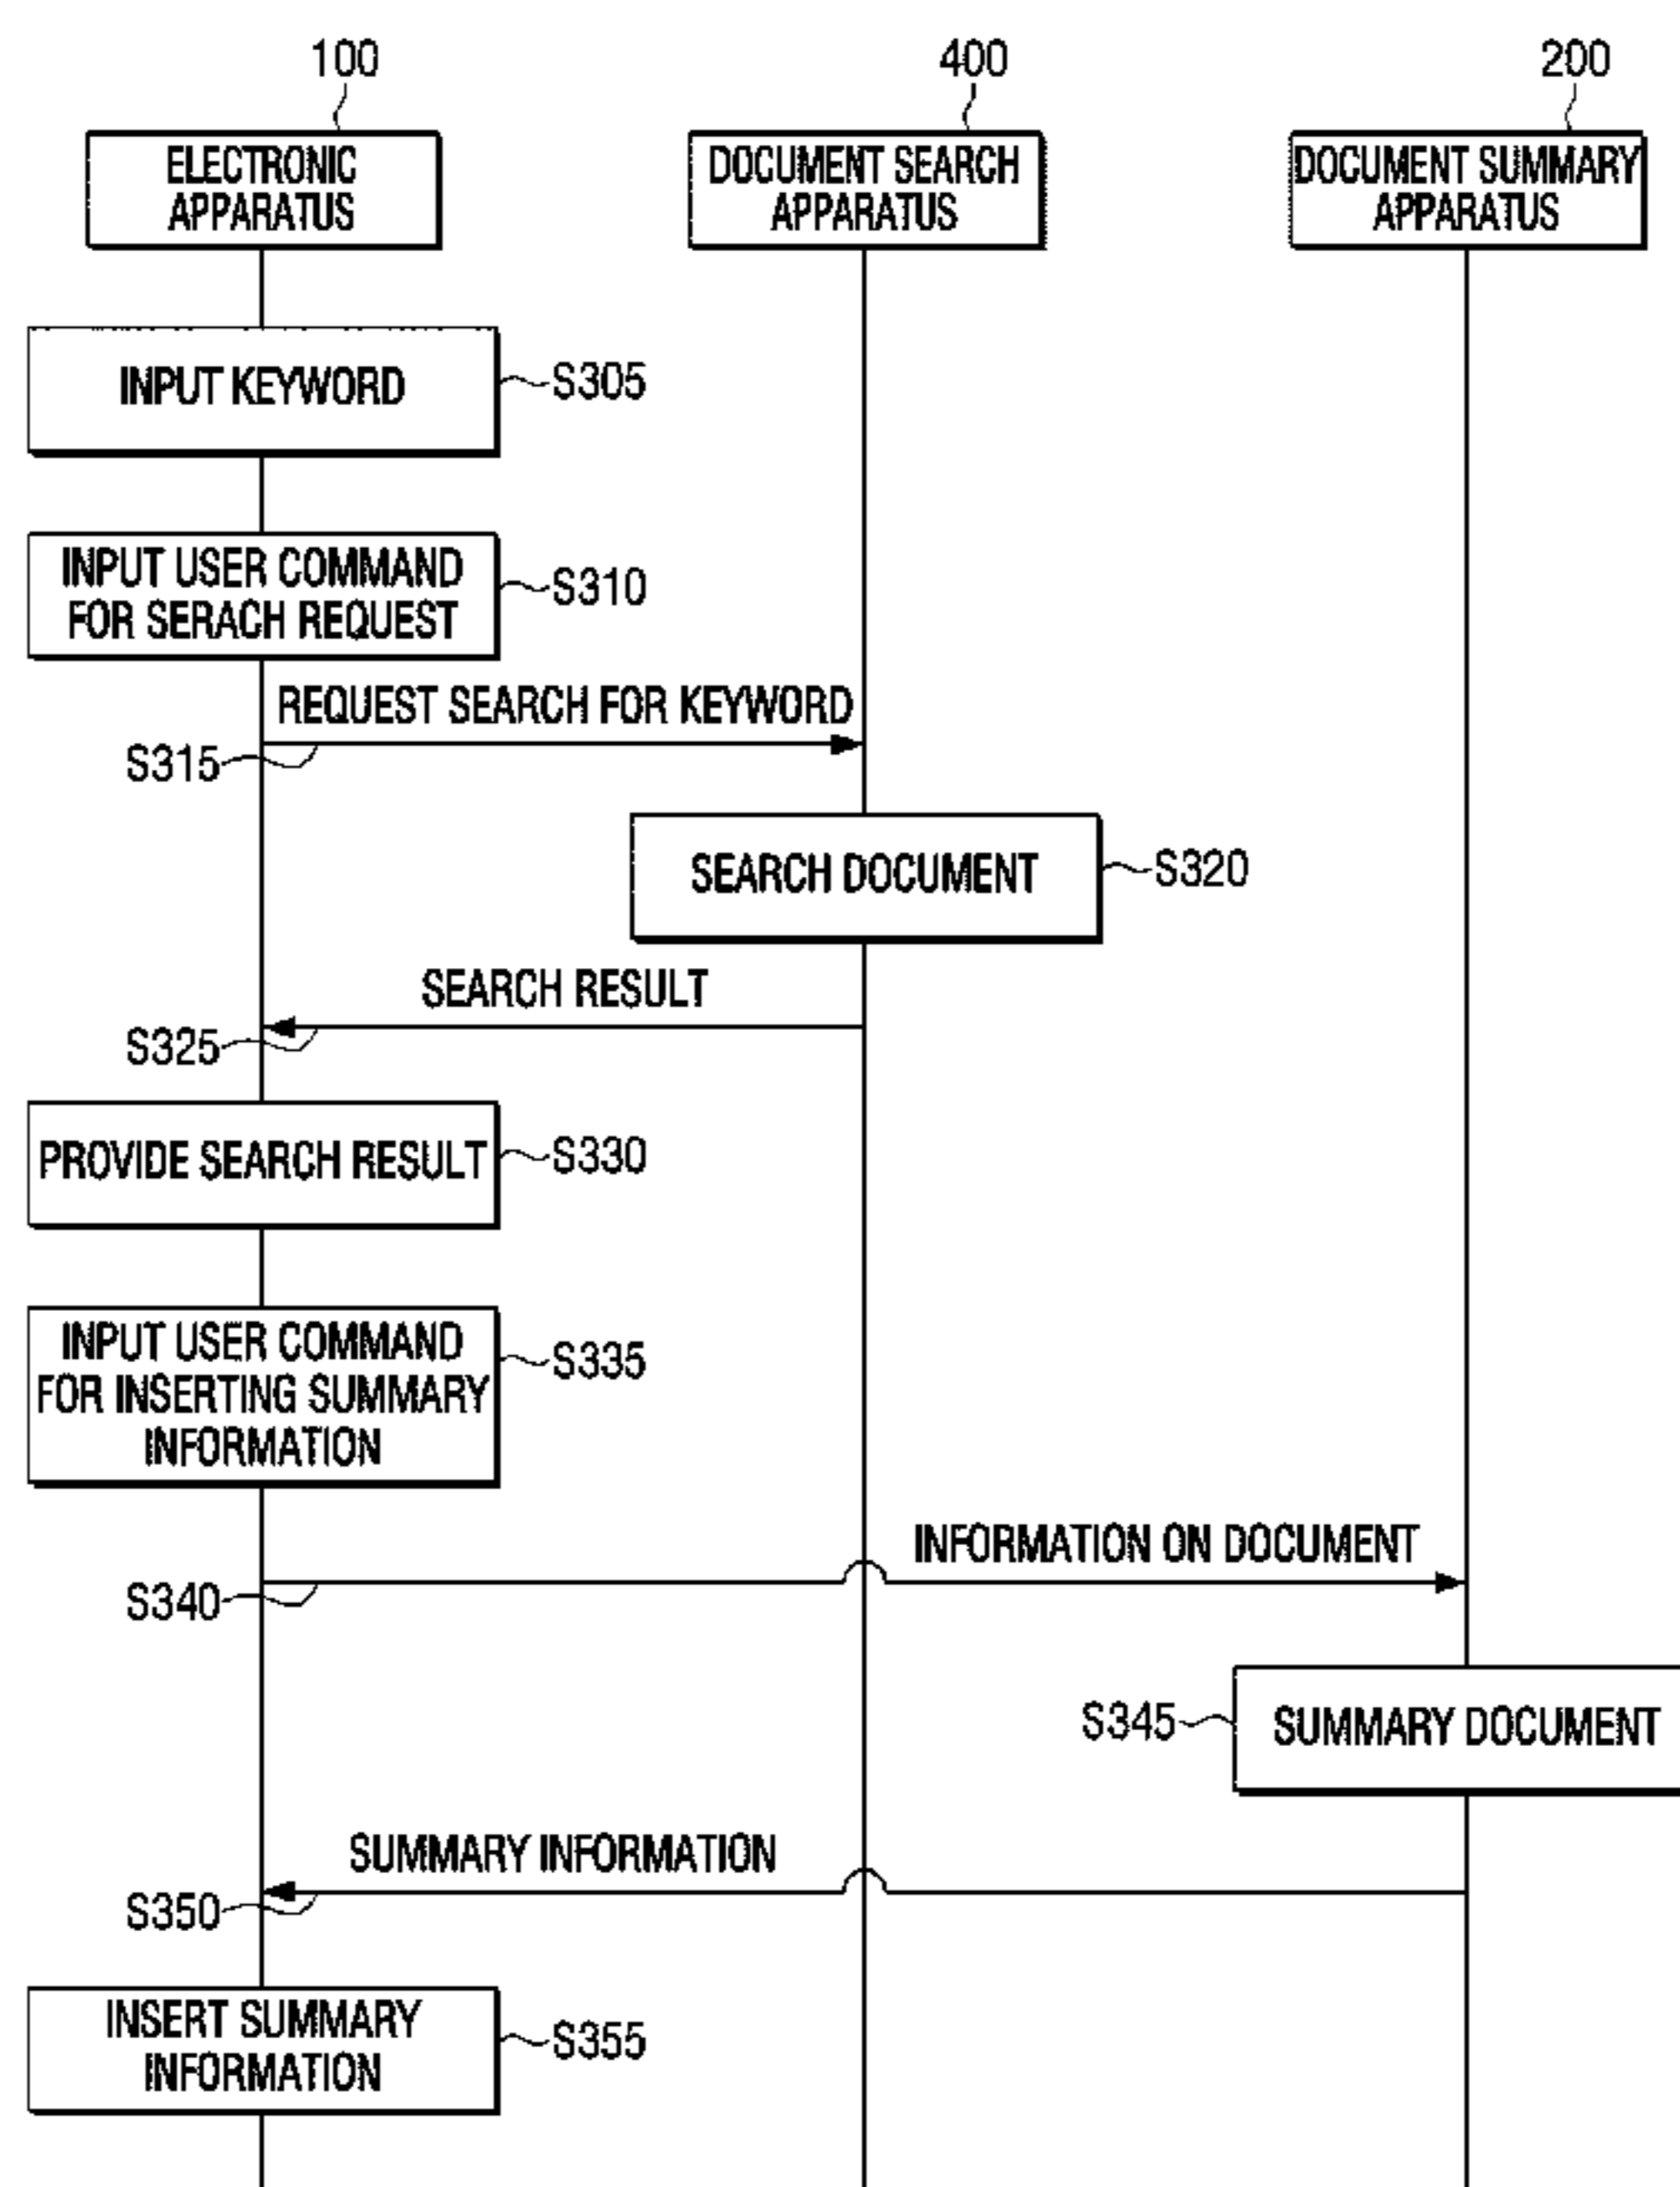 100
400
200
ELECTRONIC
APPARATUS
DOCUMENT SEARCH
APPARATUS
DOCUMENT SUMMARY
APPARATUS
INPUT KEYWORD
S305
INPUT USER COMMAND
FOR SERACH REQUEST
S310
REQUEST SEARCH FOR KEYWORD
S315
SEARCH DOCUMENT
S320
SEARCH RESULT
S325
PROVIDE SEARCH RESULT
S330
INPUT USER COMMAND
FOR INSERTING SUMMARY
INFORMATION
S335
INFORMATION ON DOCUMENT
S340
S345
SUMMARY DOCUMENT
SUMMARY INFORMATION
S350
INSERT SUMMARY
INFORMATION
S355